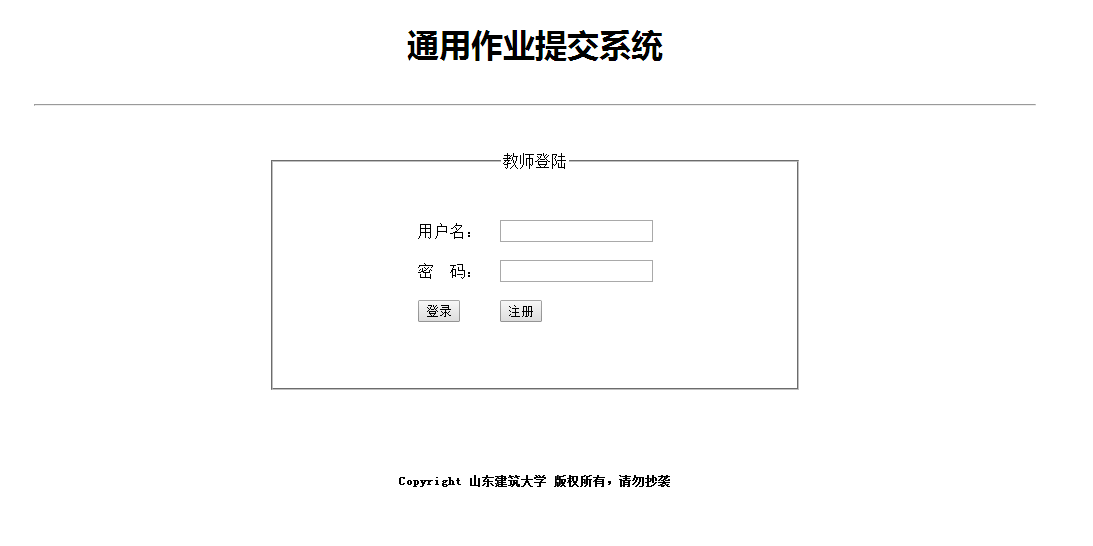 通用作业提交系统
教师登陆
用户名：
密　码：
登录 注册
Copyright 山东建筑大学 版权所有，请勿抄袭